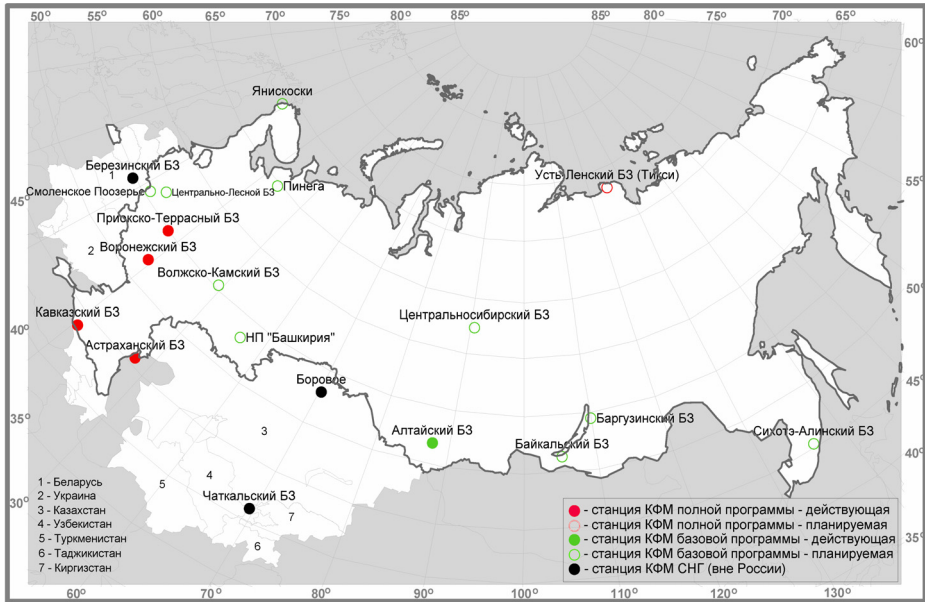 50° 55° 60° 65° 70° 75° 80° 85° 85° 80° 75° 70° 65°
60°
Янискоски
Березинский БЗ
1
Усть Ленский БЗ (Тикси)
Смоленское Поозерье
Центрально-Лесной БЗ
Пинега
55°
45°
Приокско-Террасный БЗ
2
Воронежский БЗ
Волжско-Камский БЗ
50°
Кавказский БЗ
Центральносибирский БЗ
40°
Астраханский БЗ
НП "Башкирия"
45°
Боровое
35°
3
Алтайский БЗ
Баргузинский БЗ
Байкальский БЗ
Сихотэ-Алинский БЗ
40°
4
5
1 - Беларусь
2 - Украина
3 - Казахстан
4 - Узбекистан
5 - Туркменистан
6 - Таджикистан
7 - Киргизстан
Чаткальский БЗ
30°
7
6
- станция КФМ полной программы - действующая
- станция КФМ полной программы - планируемая
- станция КФМ базовой программы - действующая
- станция КФМ базовой программы - планируемая
- станция КФМ СНГ (вне России)
35°
60° 70° 80° 90° 100° 110° 120° 130°